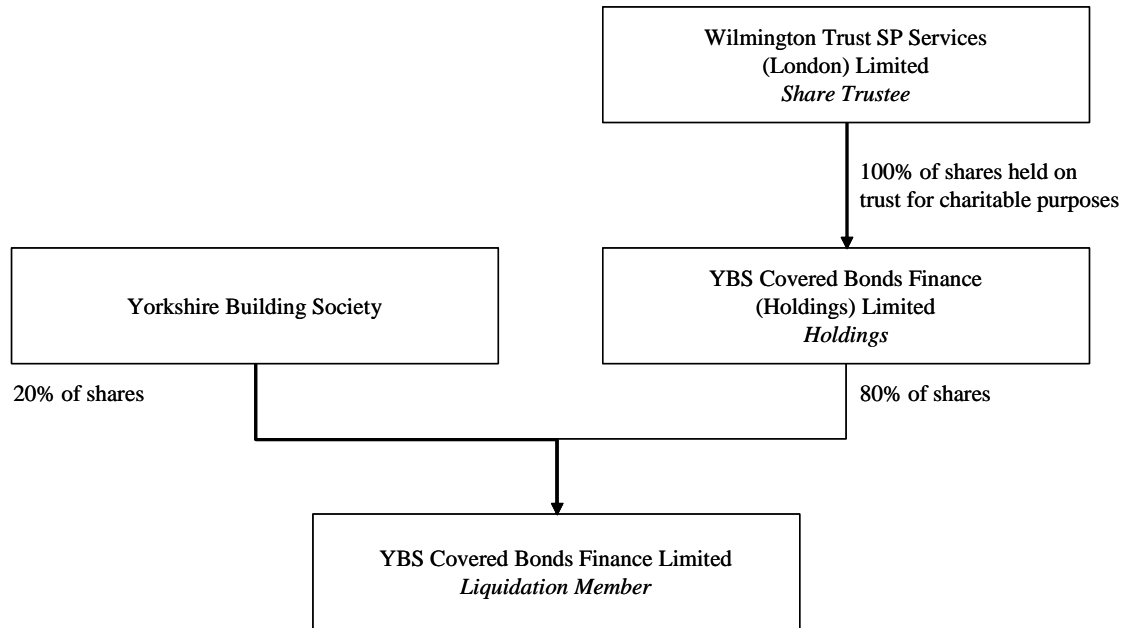 Wilmington Trust SP Services
(London) Limited
Share Trustee
100% of shares held on
trust for charitable purposes
Yorkshire Building Society
YBS Covered Bonds Finance
(Holdings) Limited
Holdings
20% of shares
80% of shares
YBS Covered Bonds Finance Limited
Liquidation Member